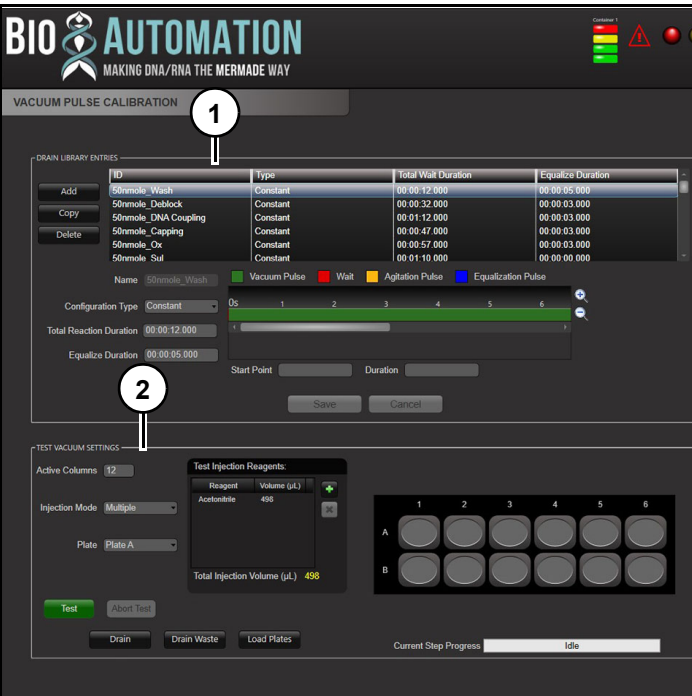 BIO AUTOMATION
MAKING DNA/RNA THE MERMADE WAY
Container 1
VACUUM PULSE CALIBRATION
1
DRAIN LIBRARY ENTRIES
ID Type Total Wait Duration Equalize Duration
Add
Copy
Delete
50nmole_Wash Constant 00:00:12.000 00:00:05.000
50nmole_Deblock Constant 00:00:32.000 00:00:03.000
50nmole_DNA Coupling Constant 00:01:12.000 00:00:03.000
50nmole_Capping Constant 00:00:47.000 00:00:03.000
50nmole_Ox Constant 00:00:57.000 00:00:03.000
50nmole_Sul Constant 00:01:10.000 00:00:00.000
Name 50nmole_Wash
Vacuum Pulse Wait Agitation Pulse Equalization Pulse
Configuration Type Constant
0s 1 2 3 4 5 6
Total Reaction Duration 00:00:12.000
Equalize Duration 00:00:05.000
Start Point Duration
Save Cancel
2
TEST VACUUM SETTINGS
Active Columns 12
Injection Mode Multiple
Plate Plate A
Test Injection Reagents:
Reagent Volume (µL)
Acetonitrile 498
Total Injection Volume (µL) 498
1 2 3 4 5 6
A
B
Test Abort Test
Drain Drain Waste Load Plates
Current Step Progress Idle